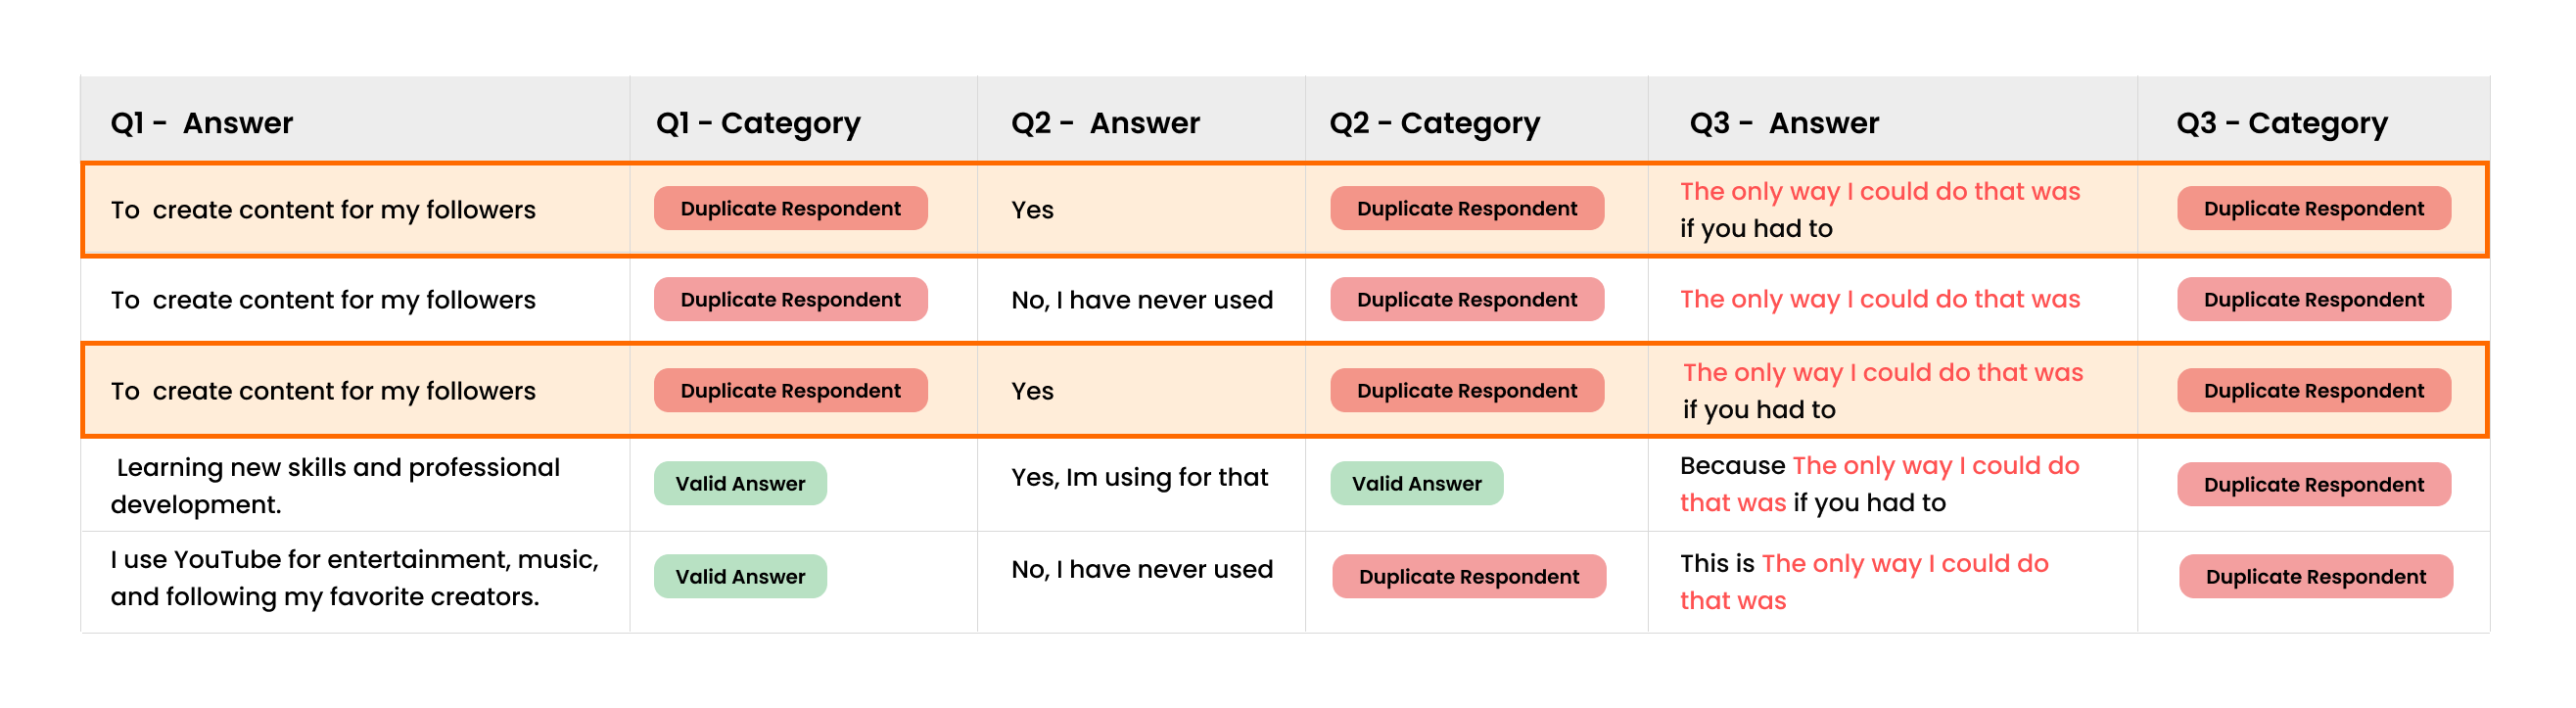 Q1 - Answer Q1 - Category Q2 - Answer Q2 - Category Q3 - Answer Q3 - Category
To create content for my followers Duplicate Respondent Yes Duplicate Respondent The only way I could do that was
if you had to Duplicate Respondent
To create content for my followers Duplicate Respondent No, I have never used Duplicate Respondent The only way I could do that was Duplicate Respondent
To create content for my followers Duplicate Respondent Yes Duplicate Respondent The only way I could do that was
if you had to Duplicate Respondent
Learning new skills and professional
development. Valid Answer Yes, Im using for that Valid Answer Because The only way I could do
that was if you had to Duplicate Respondent
I use YouTube for entertainment, music,
and following my favorite creators. Valid Answer No, I have never used Duplicate Respondent This is The only way I could do
that was Duplicate Respondent